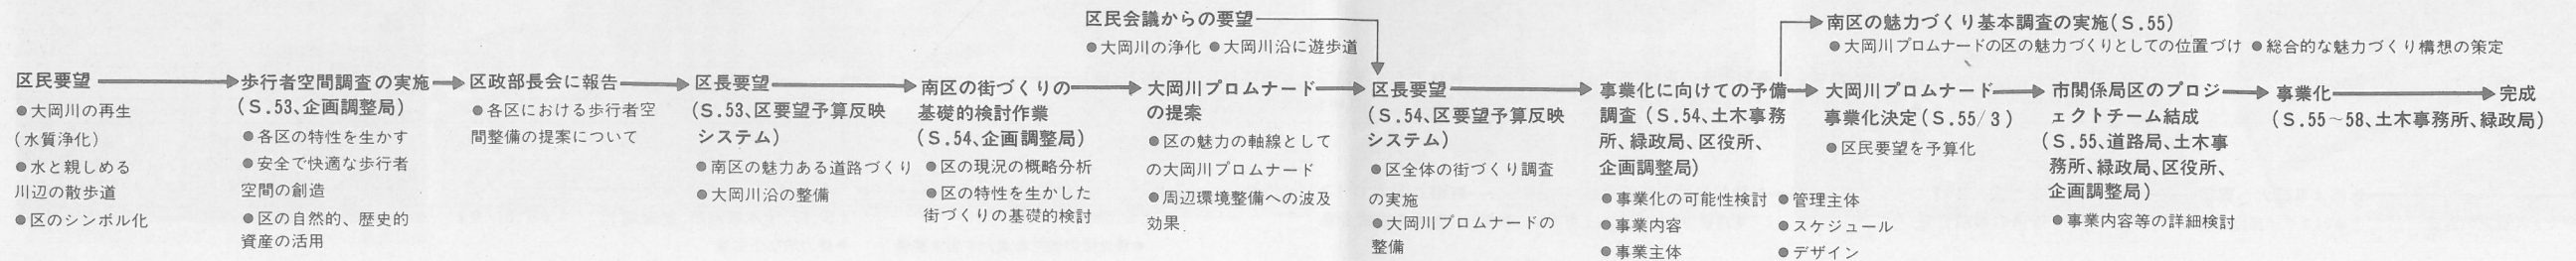 区民要望
●大岡川の再生
(水質浄化)
●水と親しめる
川辺の散歩道
●区のシンボル化
歩行者空間調査の実施
(S.53、企画調整局)
●各区の特性を生かす
●安全で快適な歩行者
空間の創造
●区の自然的、歴史的
資産の活用
区政部長会に報告
●各区における歩行者空
間整備の提案について
区長要望
(S.53、区要望予算反映
システム)
●南区の魅力ある道路づくり
●大岡川沿の整備
南区の街づくりの
基礎的検討作業
(S.54、企画調整局)
●区の現況の概略分析
●区の特性を生かした
街づくりの基礎的検討
大岡川プロムナード
の提案
●区の魅力の軸線として
の大岡川プロムナード
●周辺環境整備への波及
効果
区民会議からの要望
●大岡川の浄化 ●大岡川沿に遊歩道
区長要望
(S.54、区要望予算反映
システム)
●区全体の街づくり調査
の実施
●大岡川プロムナードの
整備
事業化に向けての予備
調査(S.54、土木事務
所、緑政局、区役所、
企画調整局)
●事業化の可能性検討 ●管理主体
●事業内容 ●スケジュール
●事業主体 ●デザイン
南区の魅力づくり基本調査の実施(S.55)
●大岡川プロムナードの区の魅力づくりとしての位置づけ ●総合的な魅力づくり構想の策定
大岡川プロムナード
事業化決定(S.55/3)
●区民要望を予算化
市関係局区のプロジ
ェクトチーム結成
(S.55、道路局、土木事
務所、緑政局、区役所、
企画調整局)
●事業内容等の詳細検討
事業化
(S.55~58、土木事務所、緑政局)
完成